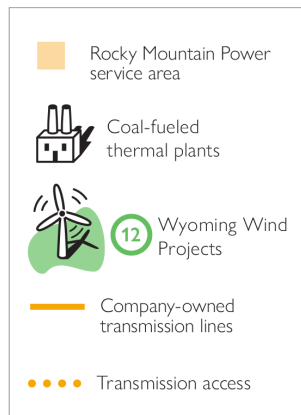 Rocky Mountain Power
service area
Coal-fueled
thermal plants
12 Wyoming Wind
Projects
Company-owned
transmission lines
Transmission access